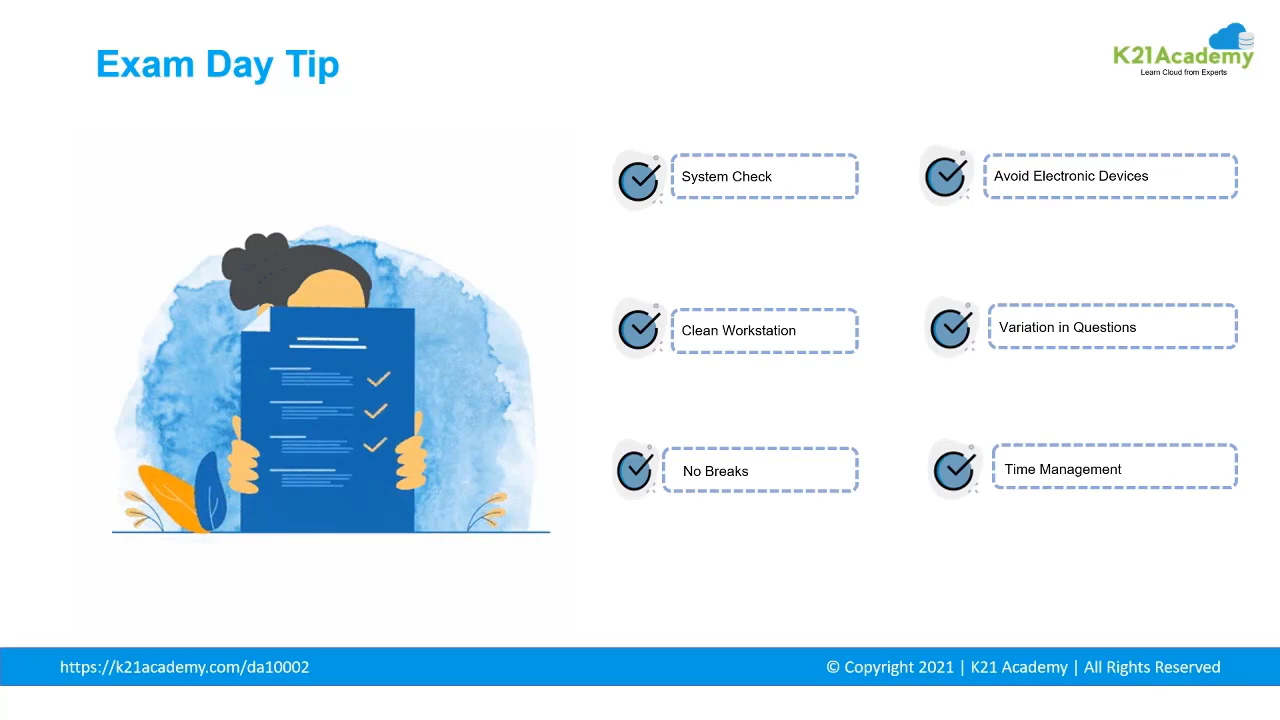 Exam Day Tip
K21Academy
Learn Cloud from Experts
System Check
Avoid Electronic Devices
Clean Workstation
Variation in Questions
No Breaks
Time Management
https://k21academy.com/da10002
© Copyright 2021 | K21 Academy | All Rights Reserved